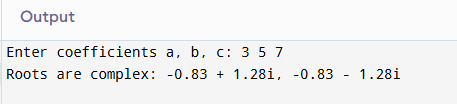 Output
Enter coefficients a, b, c: 3 5 7
Roots are complex: -0.83 + 1.28i, -0.83 - 1.28i